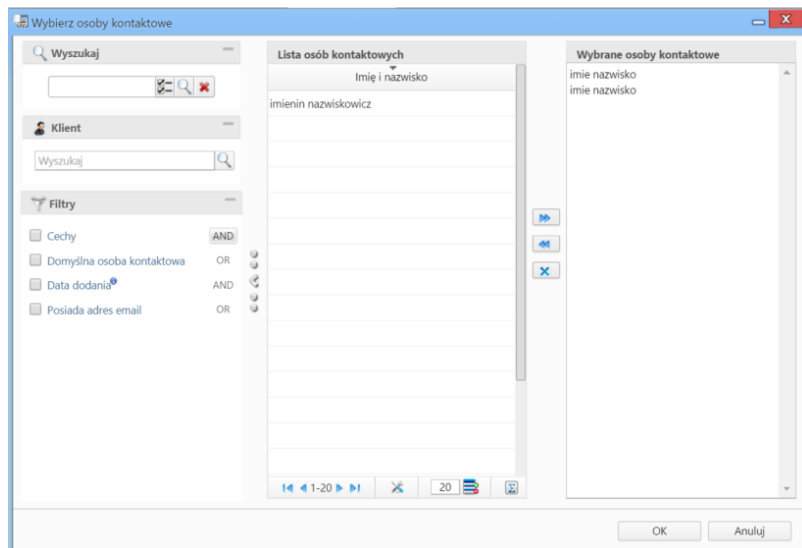 Wybierz osoby kontaktowe
Wyszukaj
Klient
Wyszukaj
Filtry
Cechy AND
Domyślna osoba kontaktowa OR
Data dodania AND
Posiada adres email OR
Lista osób kontaktowych
Imię i nazwisko
imienin nazwiskowicz
1-20 20
Wybrane osoby kontaktowe
imie nazwisko
imie nazwisko
OK Anuluj